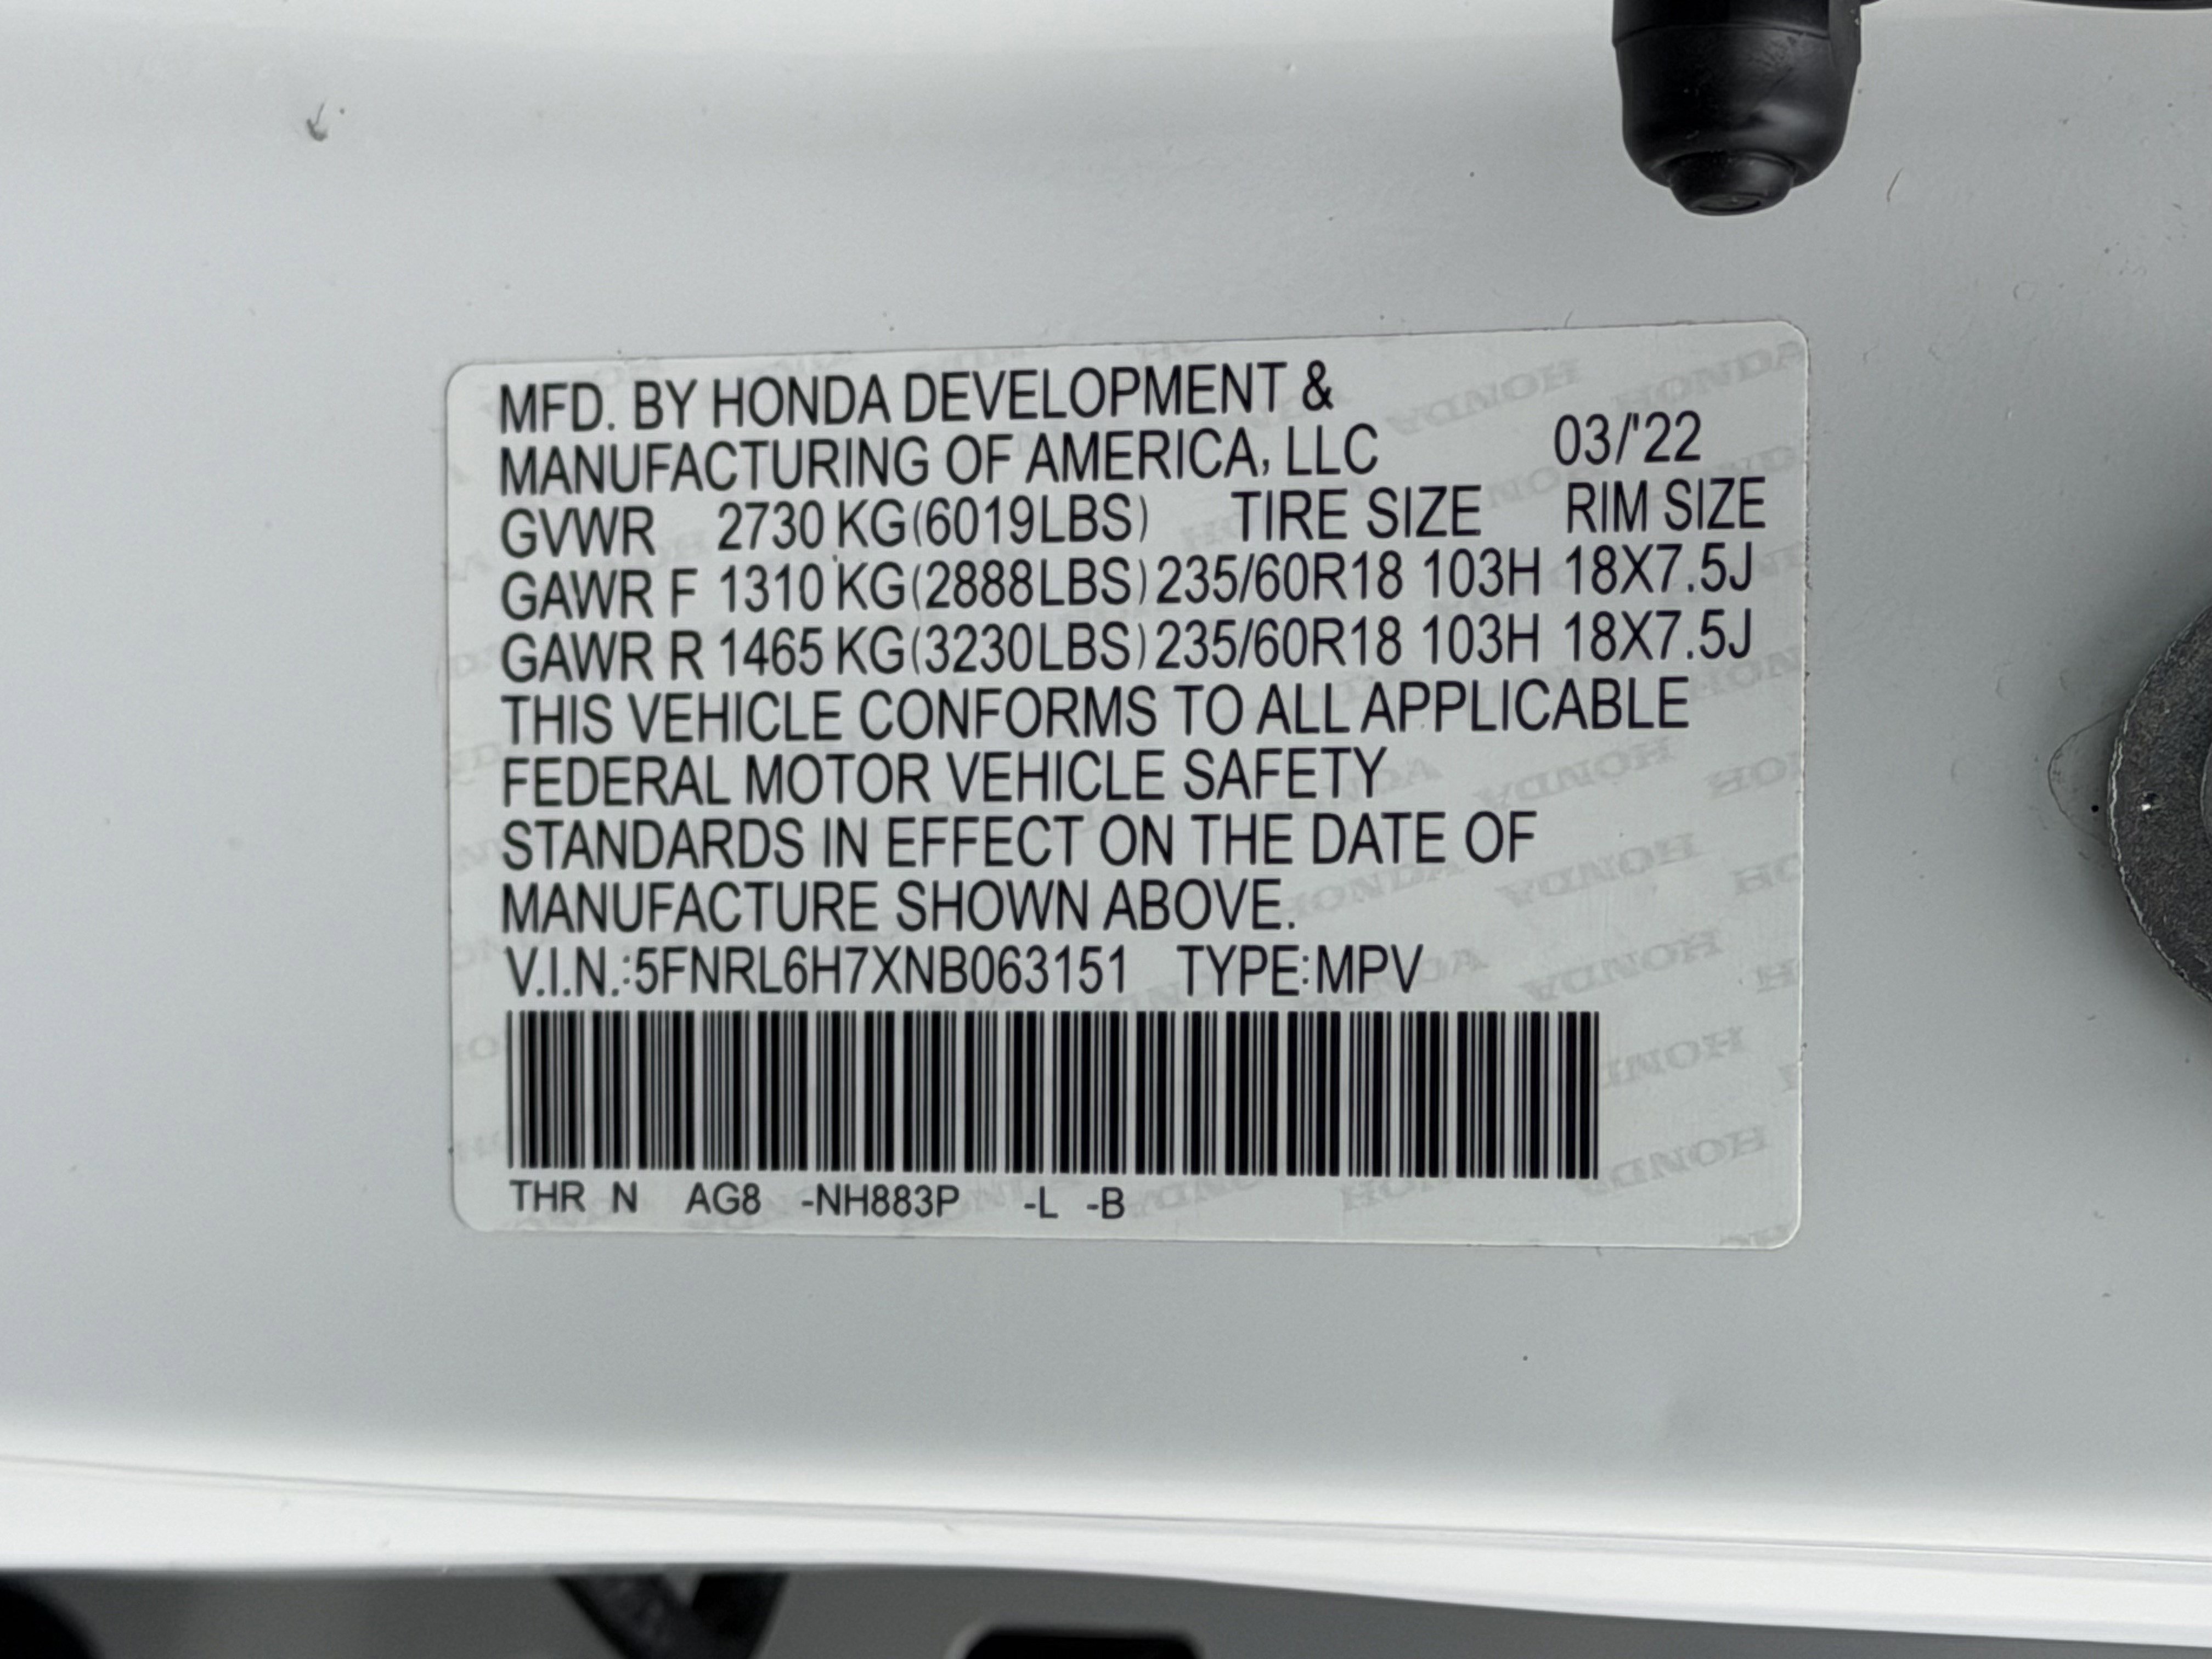 MFD. BY HONDA DEVELOPMENT &
MANUFACTURING OF AMERICA, LLC 03/'22
GVWR 2730 KG(6019LBS) TIRE SIZE RIM SIZE
GAWR F 1310 KG(2888LBS) 235/60R18 103H 18X7.5J
GAWR R 1465 KG(3230LBS) 235/60R18 103H 18X7.5J
THIS VEHICLE CONFORMS TO ALL APPLICABLE
FEDERAL MOTOR VEHICLE SAFETY
STANDARDS IN EFFECT ON THE DATE OF
MANUFACTURE SHOWN ABOVE.
V.I.N.:5FNRL6H7XNB063151 TYPE:MPV
THR N AG8 -NH883P -L -B